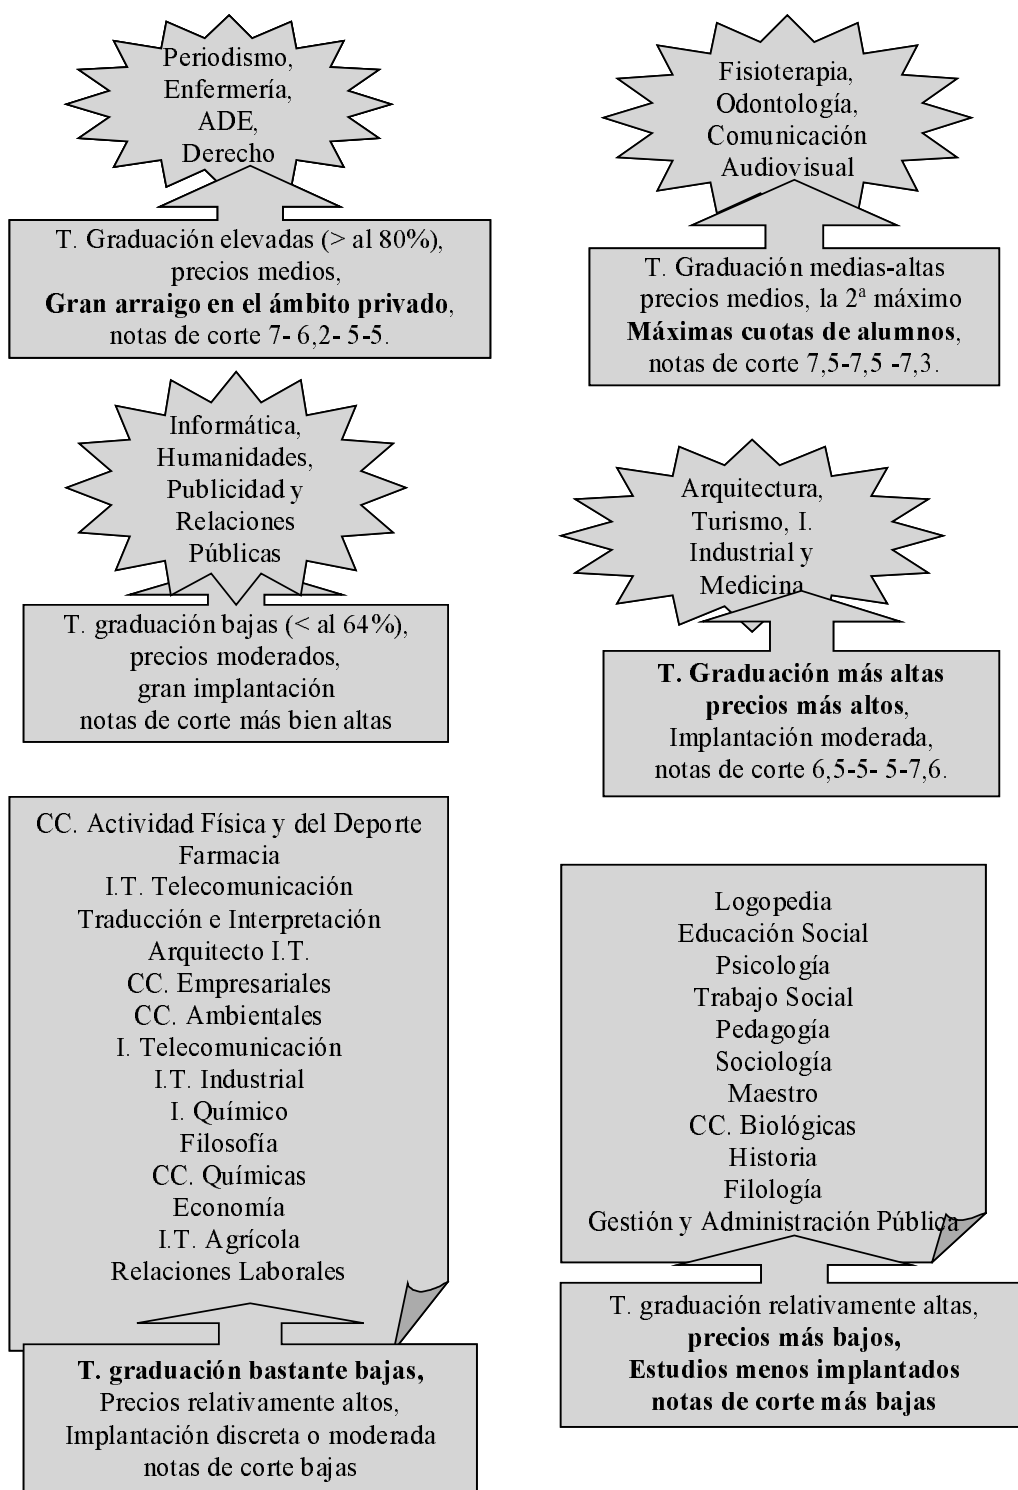 Periodismo,
Enfermería,
ADE,
Derecho
T. Graduación elevadas (> al 80%),
precios medios,
Gran arraigo en el ámbito privado,
notas de corte 7- 6,2- 5-5.
Fisioterapia,
Odontología,
Comunicación
Audiovisual
T. Graduación medias-altas
precios medios, la 2ª máximo
Máximas cuotas de alumnos,
notas de corte 7,5-7,5 -7,3.
Informática,
Humanidades,
Publicidad y
Relaciones
Públicas
T. graduación bajas (< al 64%),
precios moderados,
gran implantación
notas de corte más bien altas
Arquitectura,
Turismo, I.
Industrial y
Medicina
T. Graduación más altas
precios más altos,
Implantación moderada,
notas de corte 6,5-5- 5-7,6.
CC. Actividad Física y del Deporte
Farmacia
I.T. Telecomunicación
Traducción e Interpretación
Arquitecto I.T.
CC. Empresariales
CC. Ambientales
I. Telecomunicación
I.T. Industrial
I. Químico
Filosofía
CC. Químicas
Economía
I.T. Agrícola
Relaciones Laborales
T. graduación bastante bajas,
Precios relativamente altos,
Implantación discreta o moderada
notas de corte bajas
Logopedia
Educación Social
Psicología
Trabajo Social
Pedagogía
Sociología
Maestro
CC. Biológicas
Historia
Filología
Gestión y Administración Pública
T. graduación relativamente altas,
precios más bajos,
Estudios menos implantados
notas de corte más bajas